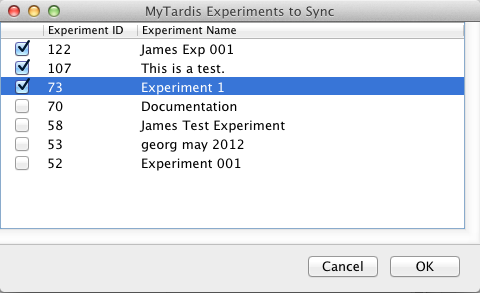 MyTardis Experiments to Sync
Experiment ID Experiment Name
122 James Exp 001
107 This is a test.
73 Experiment 1
70 Documentation
58 James Test Experiment
53 georg may 2012
52 Experiment 001
Cancel OK